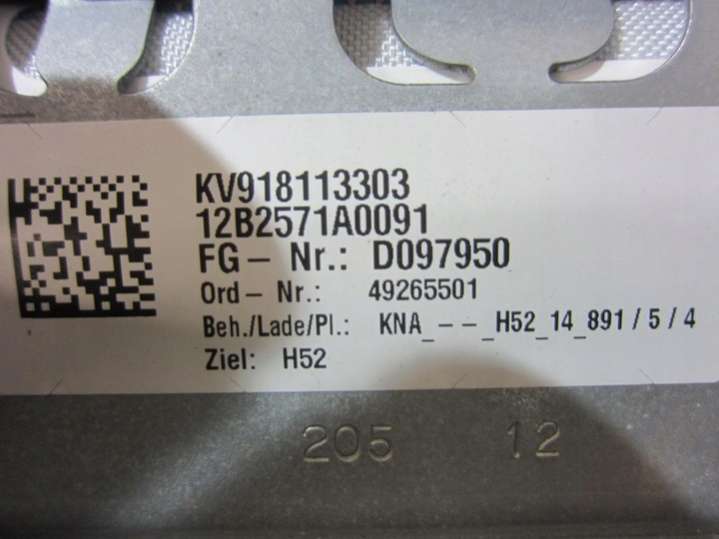 KV918113303
12B2571A0091
FG- Nr.: D097950
Ord- Nr.: 49265501
Beh./Lade/Pl.: KNA_--_H52_14_891/5/4
Ziel: H52
205 12